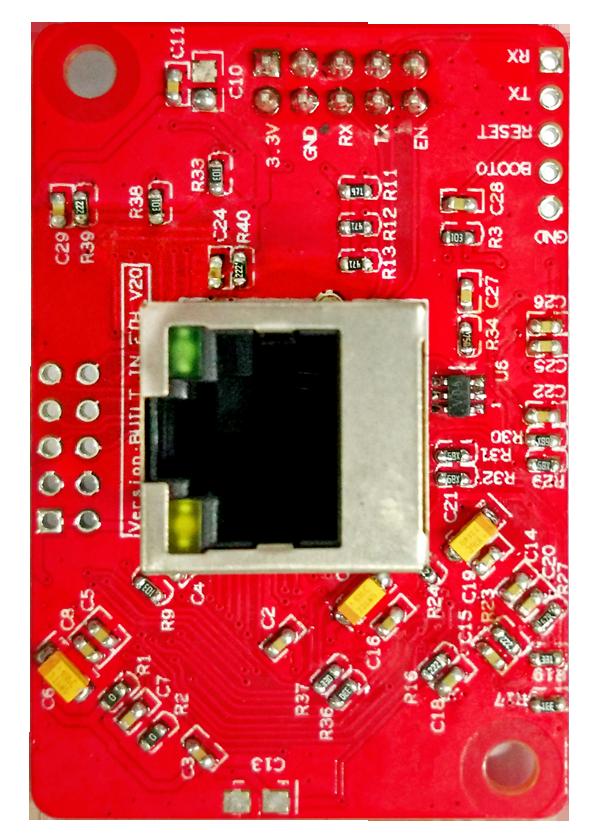 C11
C10
RX
TX
RESET
BOOT0
GND
3.3V
GND
RX
TX
EN
R33
R38
C29
R39
C24
R40
R11
R12
R13
C28
R3
C27
R34
C26
C25
U6
1
C22
R30
R29
R31
R32
C21
Version:BUILT IN ETH V20
C4
R9
C8
C5
C6
R1
C7
R2
C3
C2
C16
R37
R36
C13
R24
C19
C14
C20
R27
R23
C15
R16
C18
R19
R17